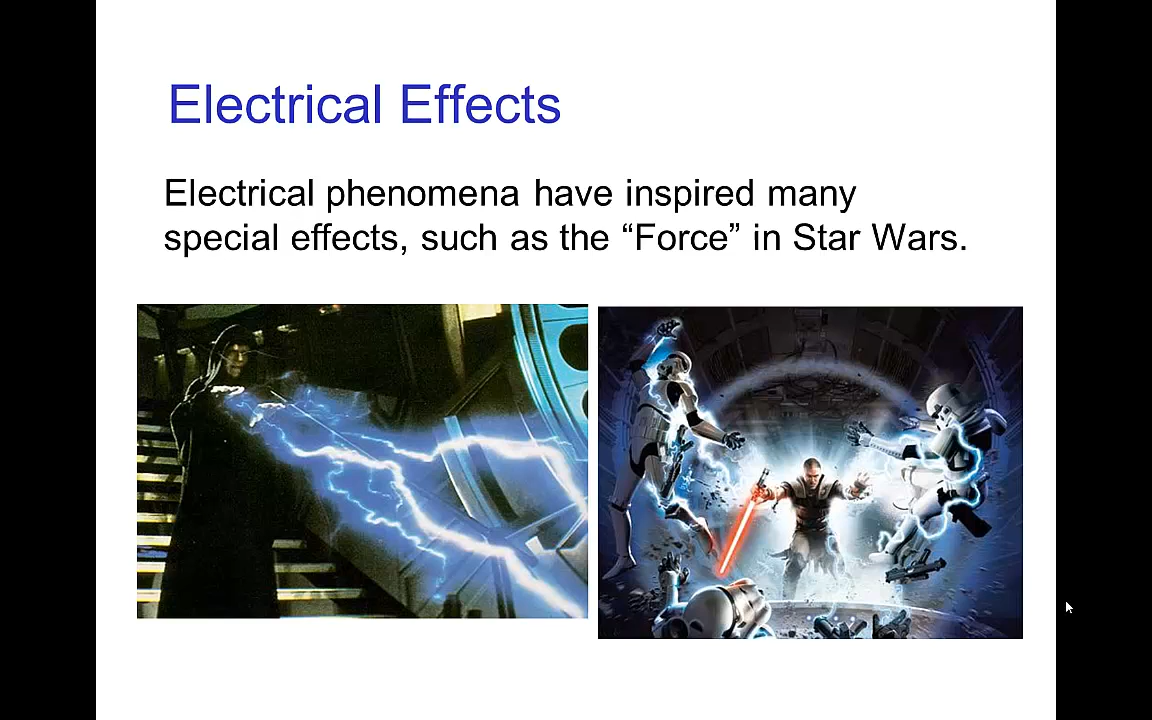 Electrical Effects
Electrical phenomena have inspired many
special effects, such as the “Force” in Star Wars.